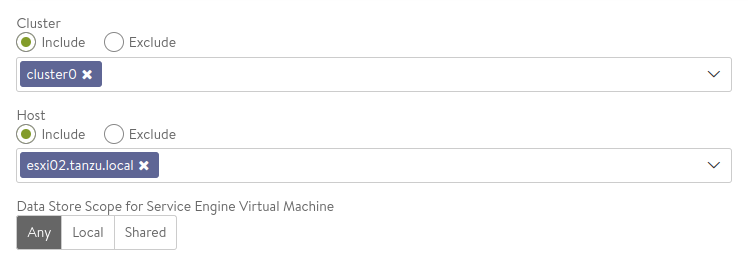 Cluster
Include Exclude
cluster0 ✖
Host
Include Exclude
esxi02.tanzu.local ✖
Data Store Scope for Service Engine Virtual Machine
Any Local Shared